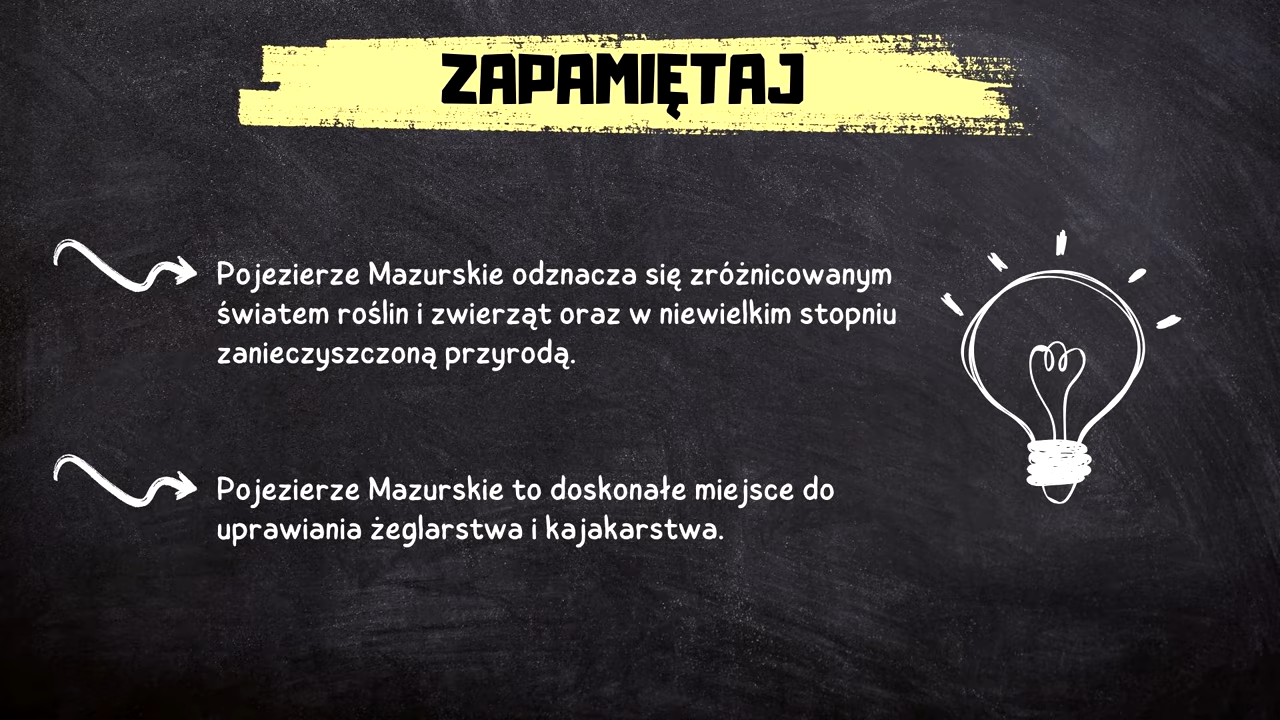 ZAPAMIĘTAJ
Pojezierze Mazurskie odznacza się zróżnicowanym
światem roślin i zwierząt oraz w niewielkim stopniu
zanieczyszczoną przyrodą.
Pojezierze Mazurskie to doskonałe miejsce do
uprawiania żeglarstwa i kajakarstwa.